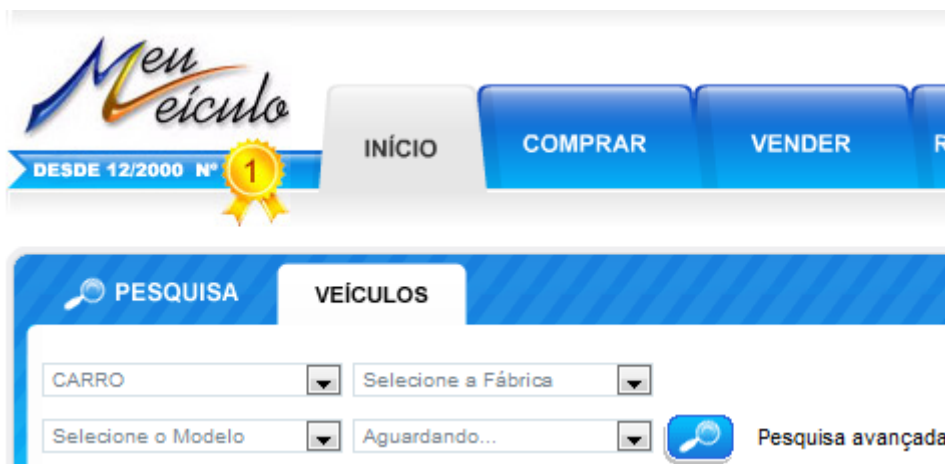 Meu
Veículo
DESDE 12/2000 Nº 1
INÍCIO
COMPRAR
VENDER
R
PESQUISA
VEÍCULOS
CARRO
Selecione a Fábrica
Selecione o Modelo
Aguardando...
Pesquisa avançada